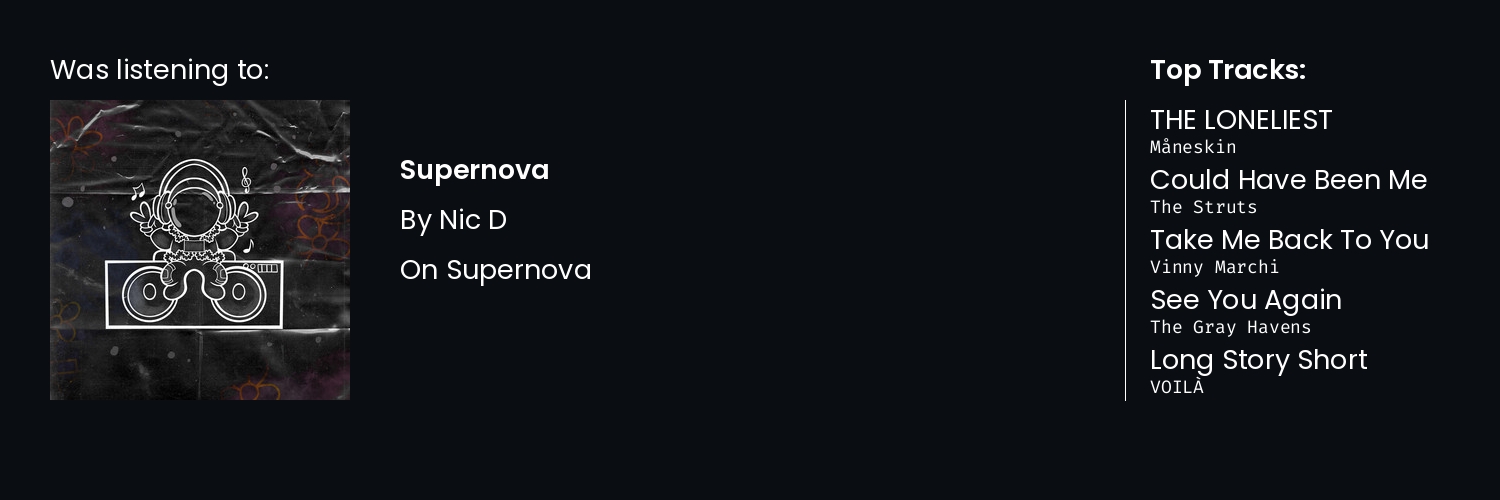 Was listening to:
Supernova
By Nic D
On Supernova
Top Tracks:
THE LONELIEST
Måneskin
Could Have Been Me
The Struts
Take Me Back To You
Vinny Marchi
See You Again
The Gray Havens
Long Story Short
VOILÀ